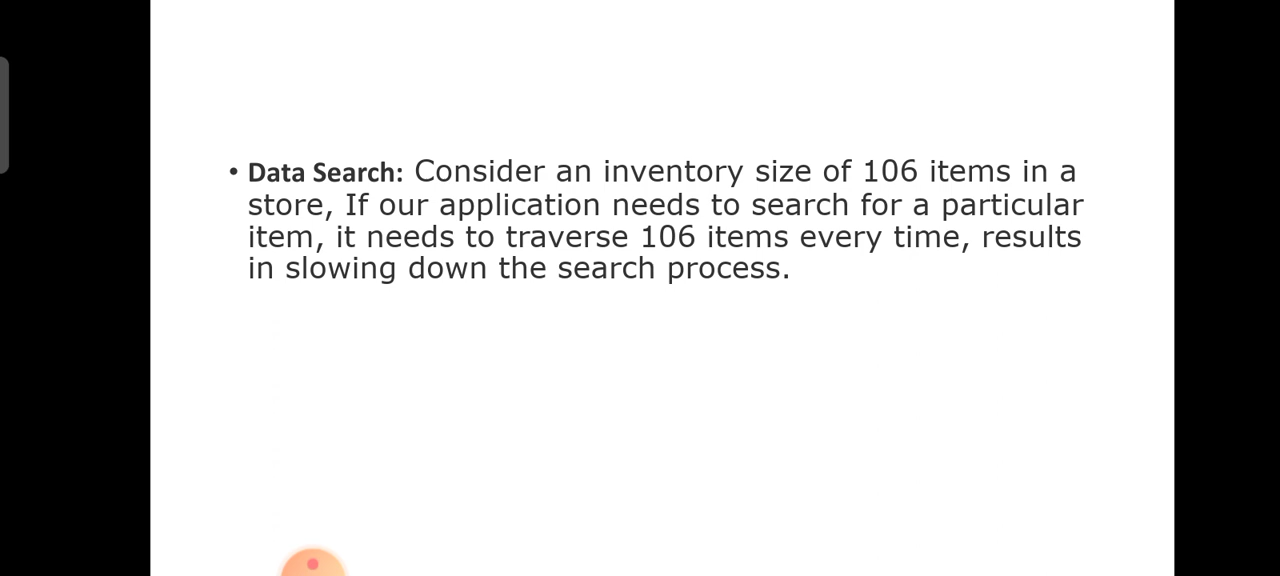 • Data Search: Consider an inventory size of 106 items in a
store, If our application needs to search for a particular
item, it needs to traverse 106 items every time, results
in slowing down the search process.